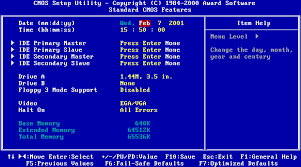 CMOS Setup Utility - Copyright (C) 1984-2000 Award Software
Standard CMOS Features
Date (mm:dd:yy) Wed, Feb 7 2001
Time (hh:mm:ss) 15 : 50 : 00
IDE Primary Master Press Enter None
IDE Primary Slave Press Enter None
IDE Secondary Master Press Enter None
IDE Secondary Slave Press Enter None
Drive A 1.44M, 3.5 in.
Drive B None
Floppy 3 Mode Support Disabled
Video EGA/VGA
Halt On All Errors
Base Memory 640K
Extended Memory 64512K
Total Memory 65536K
Item Help
Menu Level
Change the day, month, year and century
:Move Enter:Select +/-/PU/PD:Value F10:Save Esc:Exit F1:General Help
F5:Previous Values F6:Fail-Safe Defaults F7:Optimized Defaults